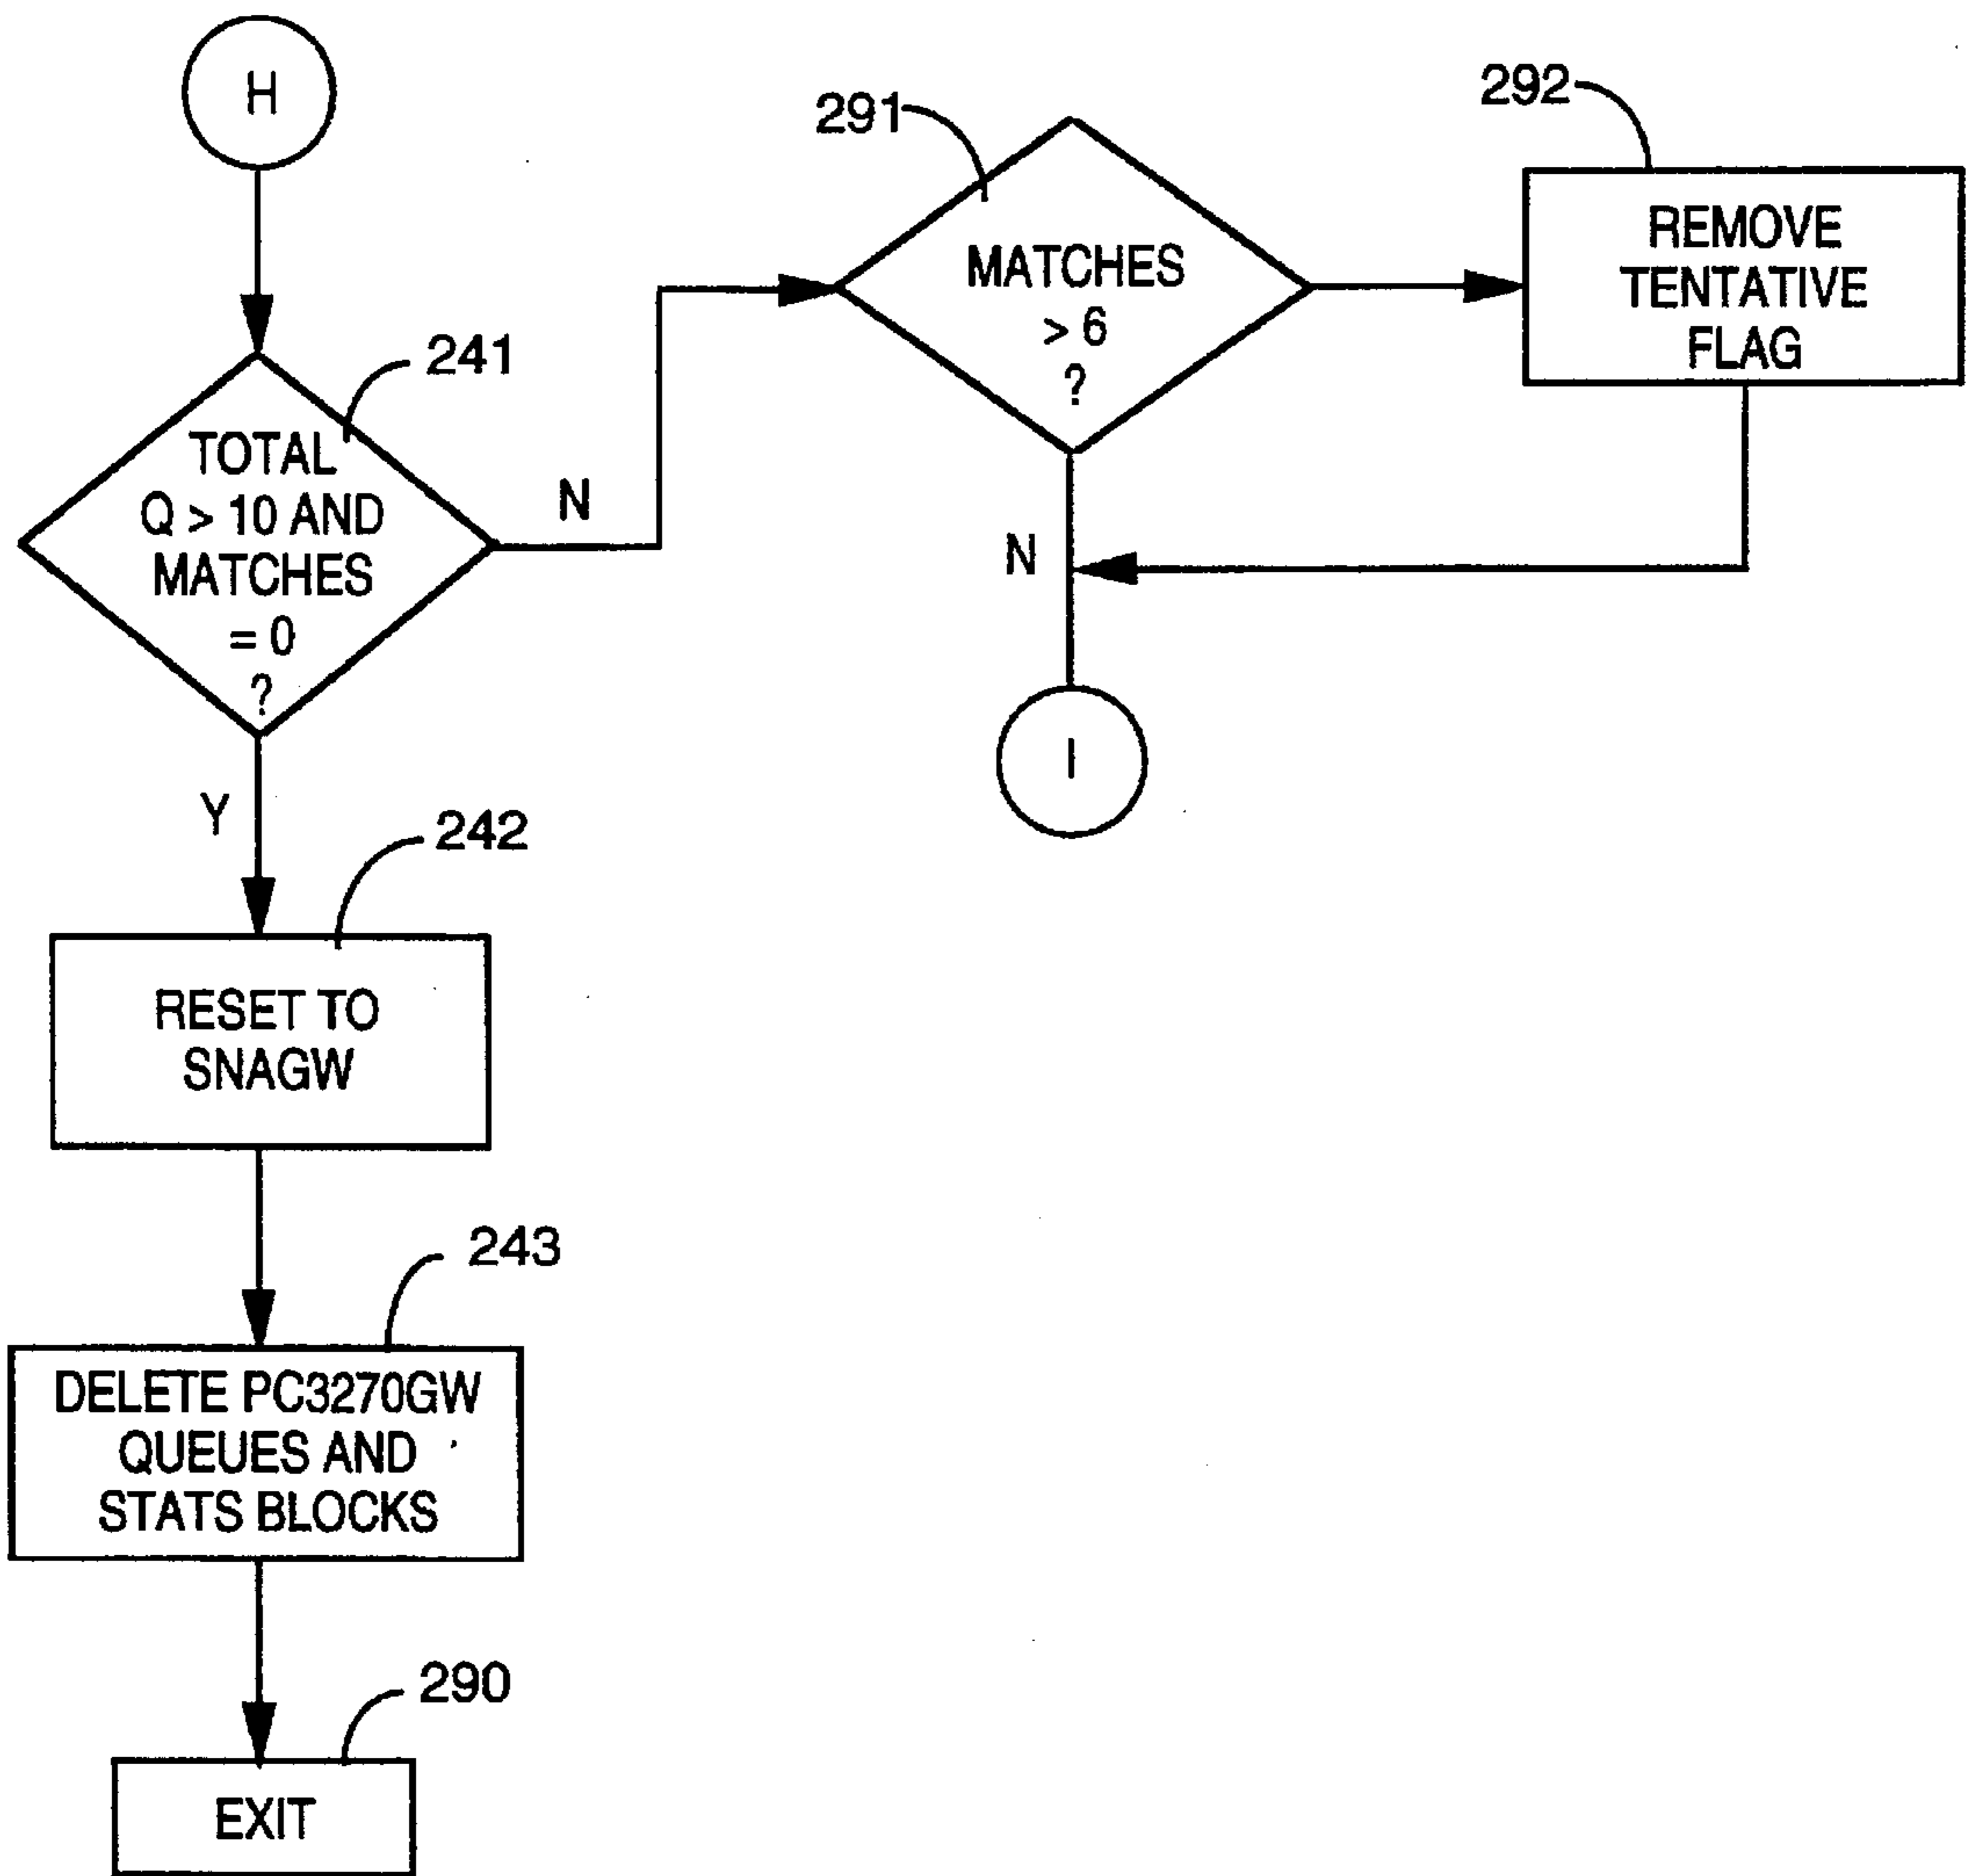 H
241
TOTAL
Q > 10 AND
MATCHES
= 0
?
N
Y
242
RESET TO
SNAGW
243
DELETE PC3270GW
QUEUES AND
STATS BLOCKS
290
EXIT
291
MATCHES
> 6
?
N
292
REMOVE
TENTATIVE
FLAG
I